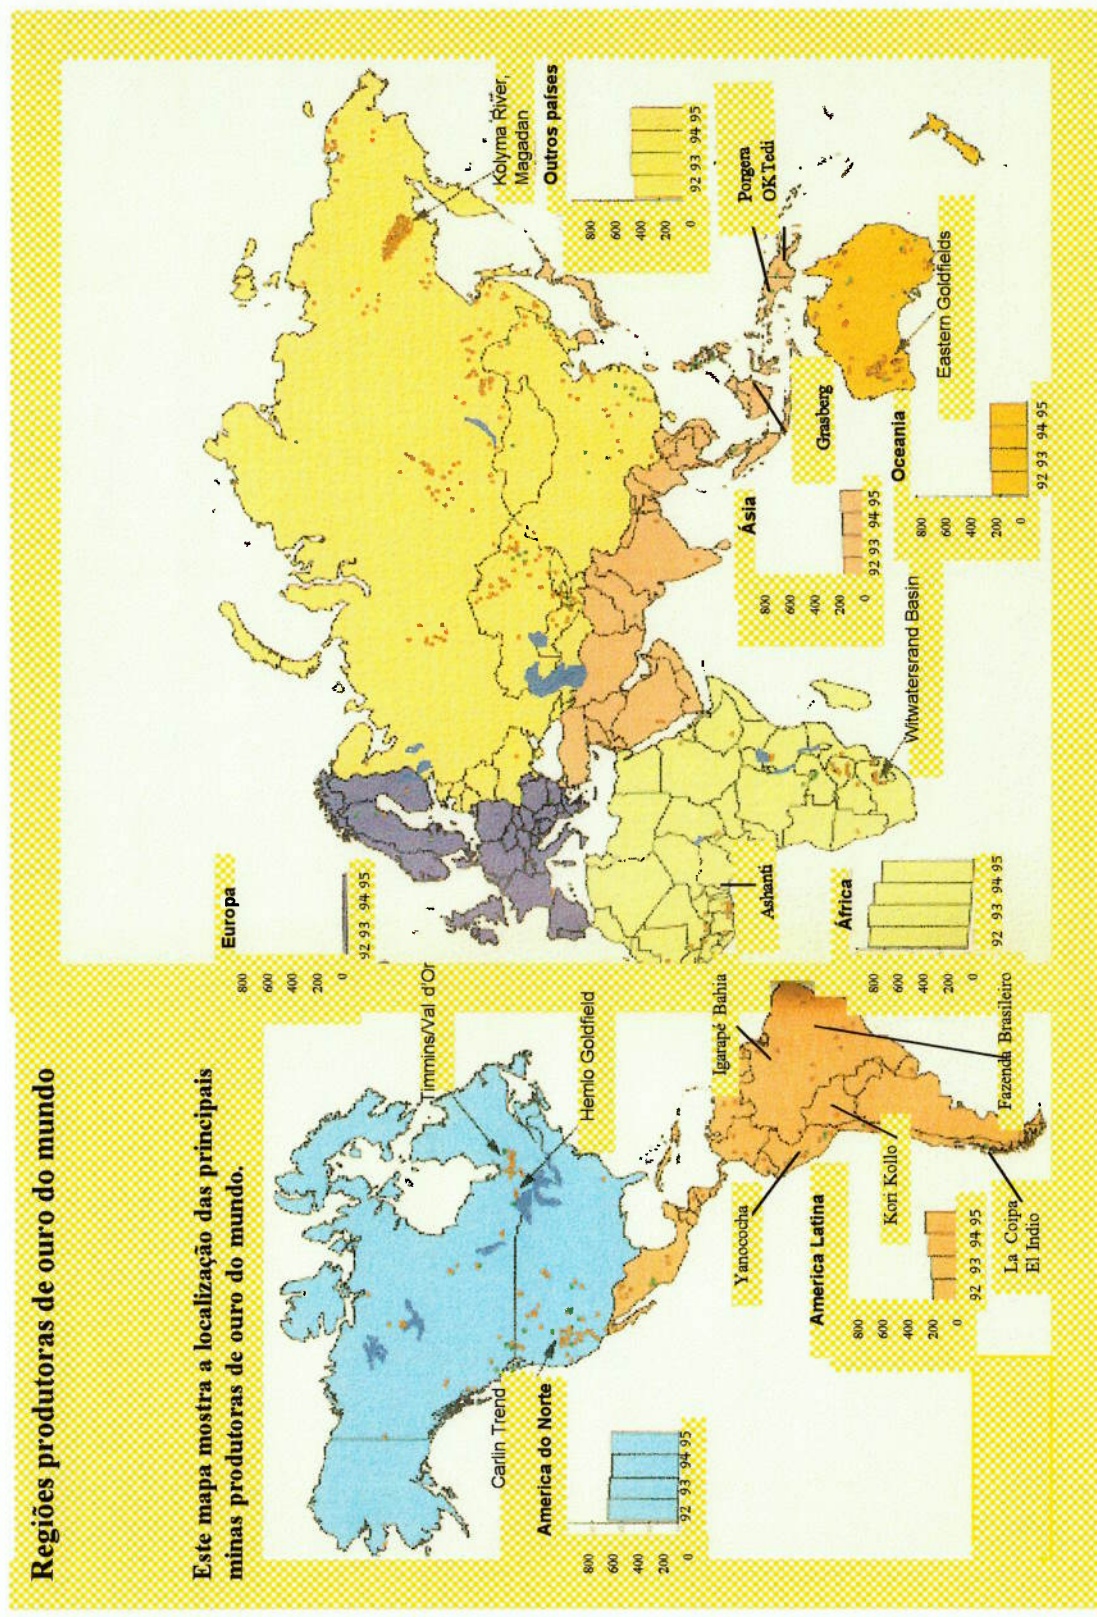 Regiões produtoras de ouro do mundo
Este mapa mostra a localização das principais
minas produtoras de ouro do mundo.
Europa
800
600
400
200
0
92 93 94 95
Timmins/Val d'Or
Hemlo Goldfield
Carlin Trend
America do Norte
800
600
400
200
0
92 93 94 95
Kolyma River,
Magadan
Outros países
800
600
400
200
0
92 93 94 95
Porgera
OK Tedi
Grasberg
Ásia
800
600
400
200
0
92 93 94 95
Eastern Goldfields
Oceania
800
600
400
200
0
92 93 94 95
Witwatersrand Basin
Ashanti
África
800
600
400
200
0
92 93 94 95
Igarapé Bahia
Fazenda Brasileiro
Yanococha
Kori Kollo
La Coipa
El Indio
America Latina
800
600
400
200
0
92 93 94 95